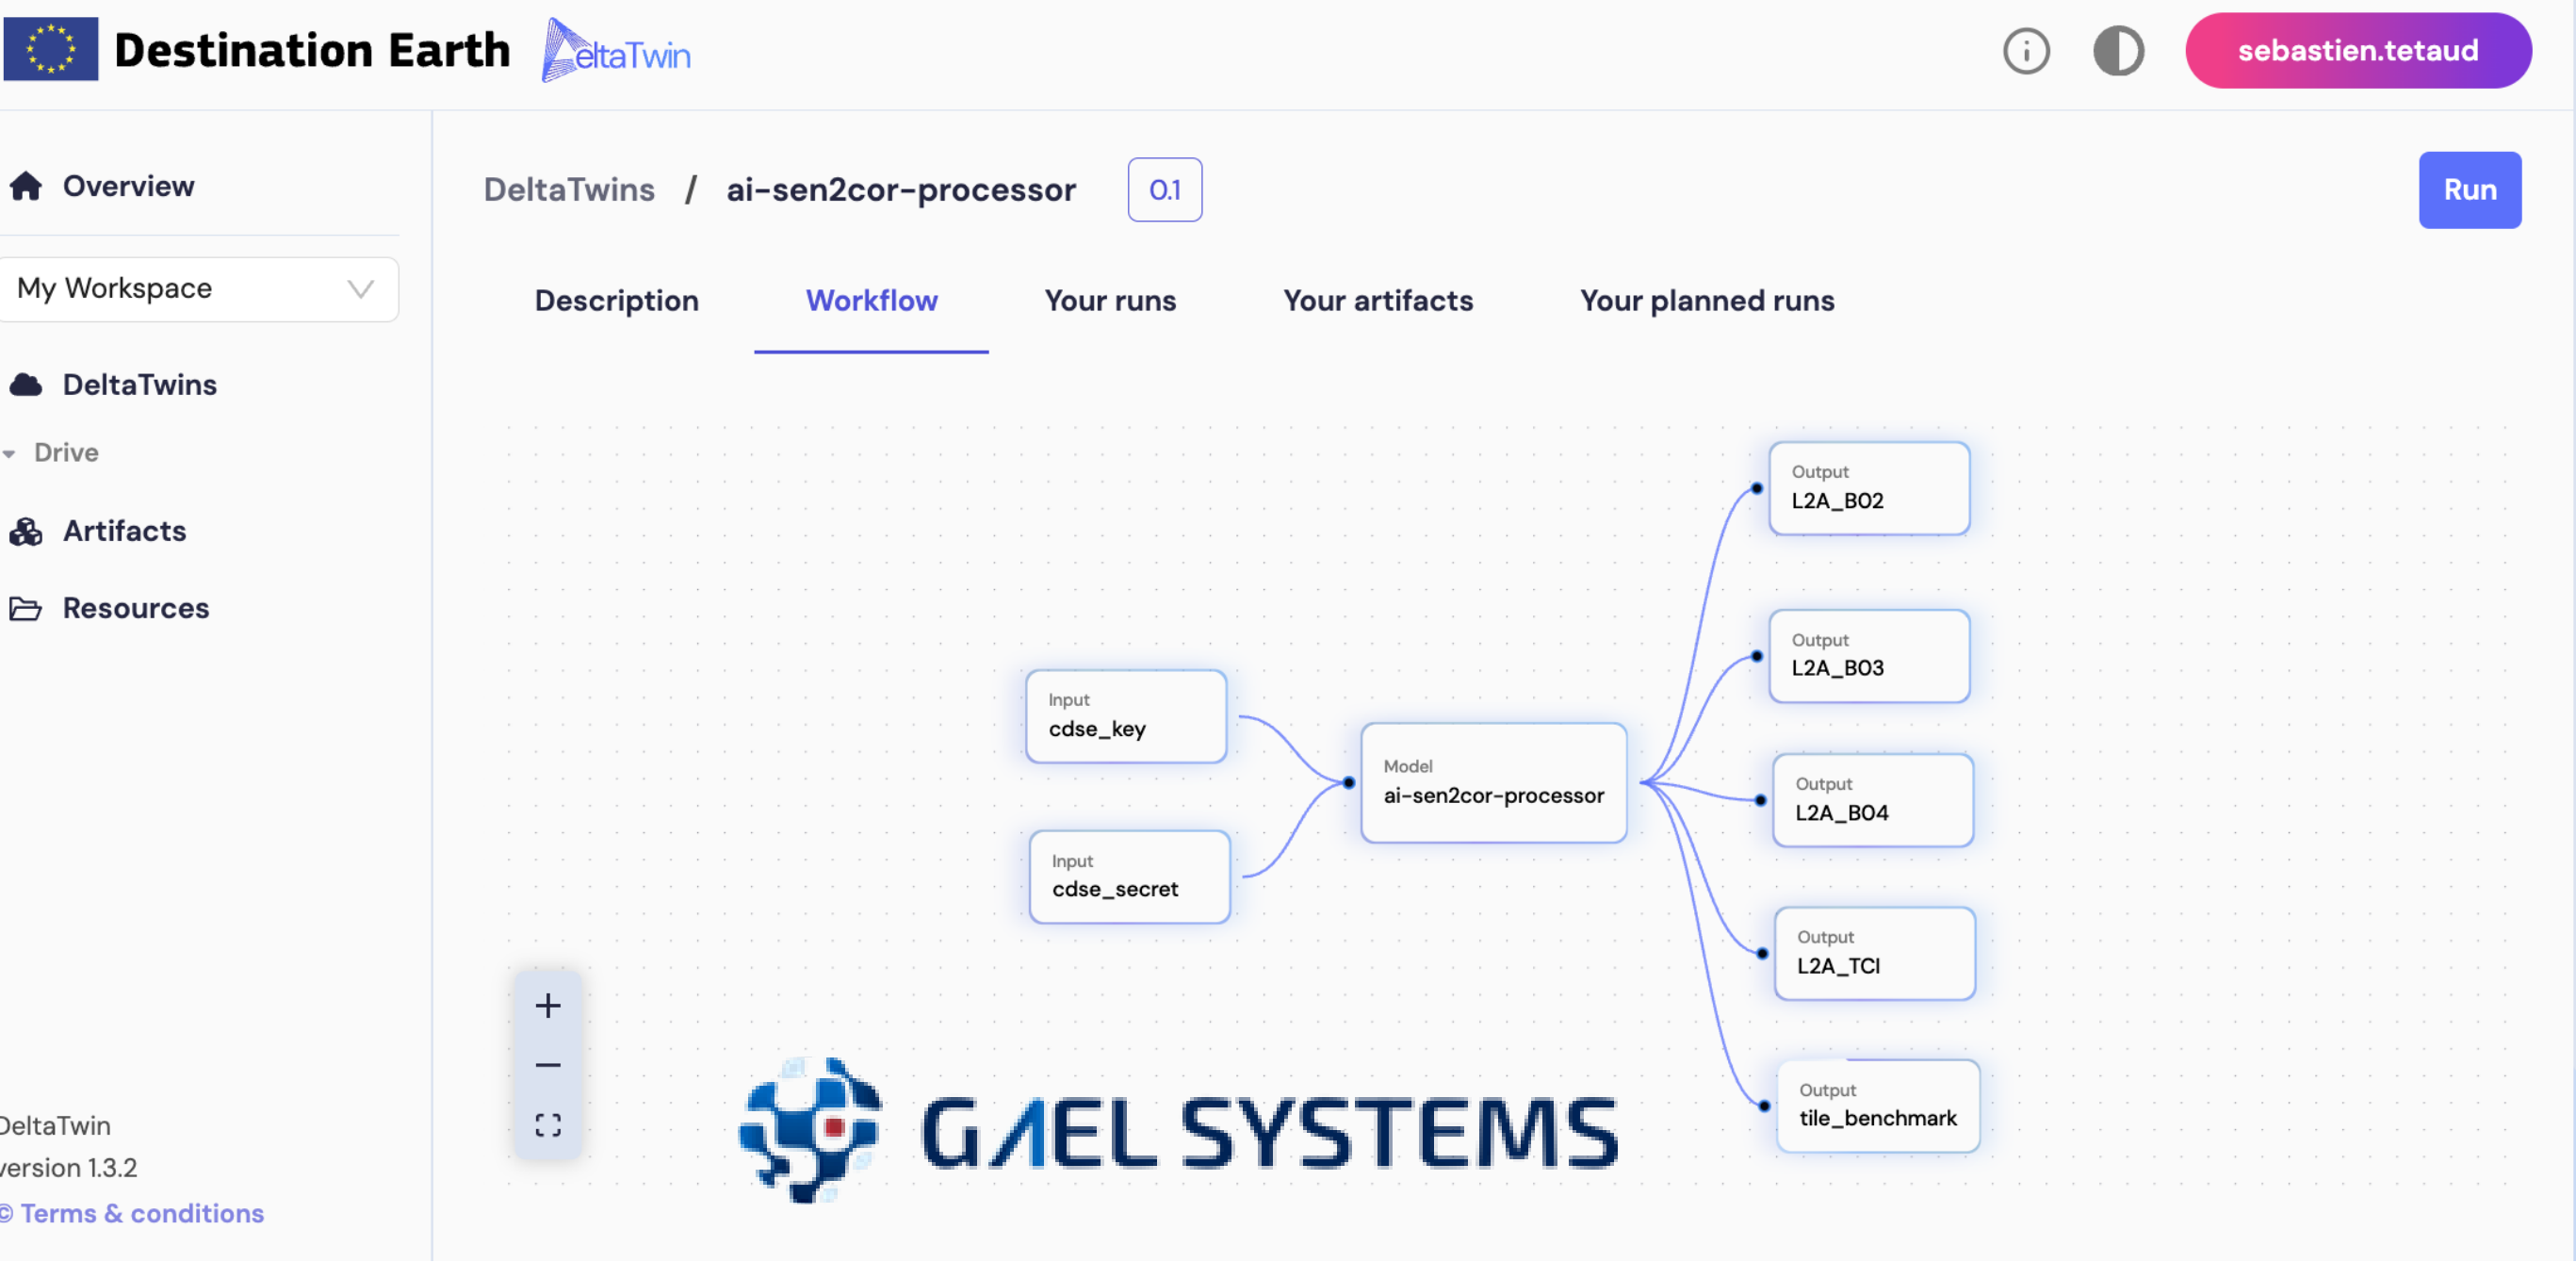 Destination Earth
DeltaTwin
sebastien.tetaud
Overview
My Workspace
DeltaTwins
Drive
Artifacts
Resources
DeltaTwin
version 1.3.2
© Terms & conditions
DeltaTwins / ai-sen2cor-processor 0.1
Run
Description Workflow Your runs Your artifacts Your planned runs
Input
cdse_key
Input
cdse_secret
Model
ai-sen2cor-processor
Output
L2A_B02
Output
L2A_B03
Output
L2A_B04
Output
L2A_TCI
Output
tile_benchmark
GAEL SYSTEMS